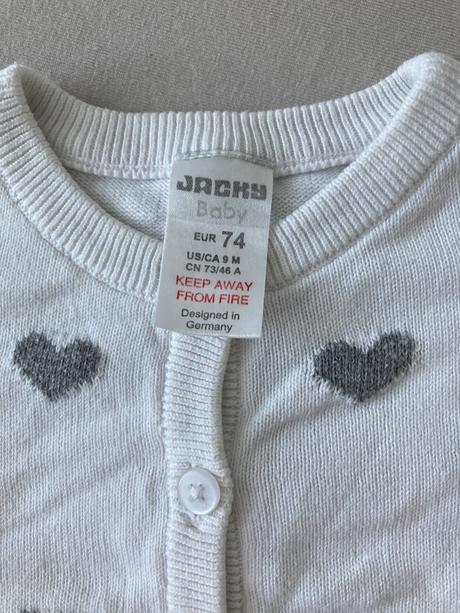 JACKY
Baby
EUR 74
US/CA 9 M
CN 73/46 A
KEEP AWAY
FROM FIRE
Designed in
Germany